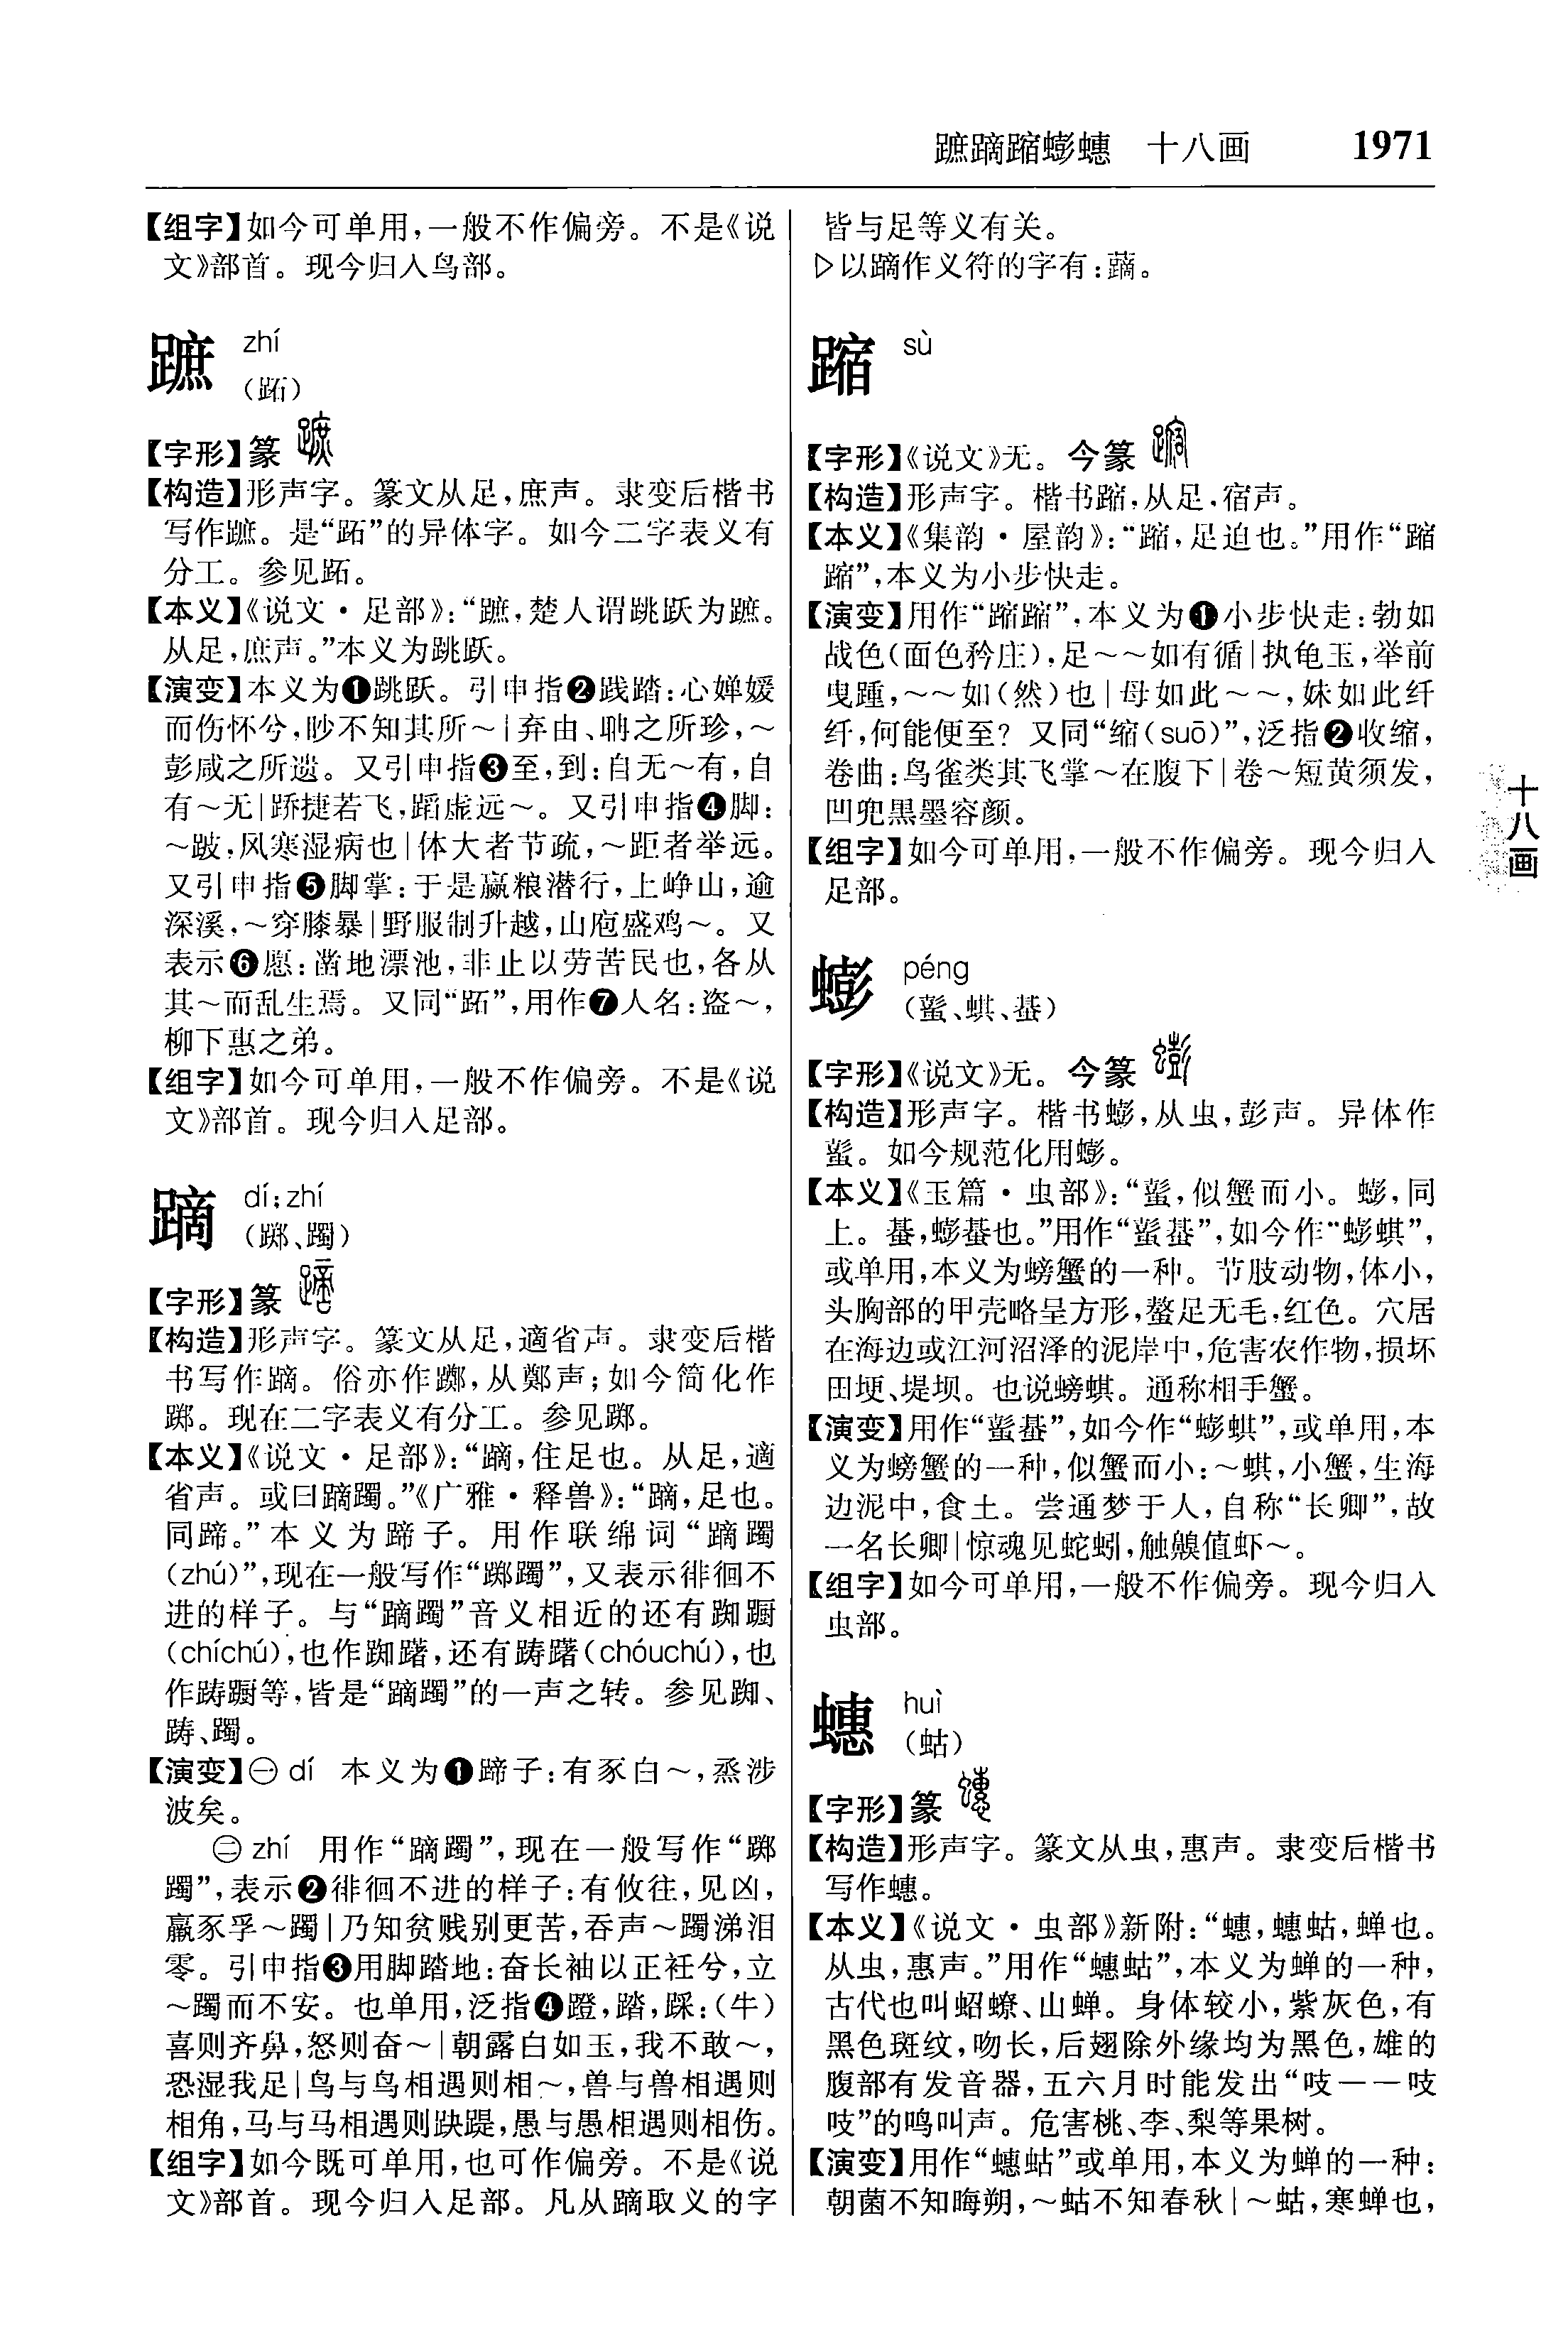 蹠蹢蹜蟛蟪　十八画　1971
【组字】如今可单用，一般不作偏旁。不是《说
文》部首。现今归入鸟部。
蹠 zhí
（跖）
【字形】篆
【构造】形声字。篆文从足，庶声。隶变后楷书
写作蹠。是“跖”的异体字。如今二字表义有
分工。参见跖。
【本义】《说文·足部》：“蹠，楚人谓跳跃为蹠。
从足，庶声。”本义为跳跃。
【演变】本义为❶跳跃。引申指❷践踏：心婵媛
而伤怀兮，眇不知其所～｜弃由、聃之所珍，～
彭咸之所遗。又引申指❸至，到：自无～有，自
有～无｜跻捷若飞，蹈虚远～。又引申指❹脚：
～跛，风寒湿病也｜体大者节疏，～距者举远。
又引申指❺脚掌：于是赢粮潜行，上峥山，逾
深溪，～穿膝暴｜野服制升越，山庖盛鸡～。又
表示❻愿：凿地漂池，非止以劳苦民也，各从
其～而乱生焉。又同“跖”，用作❼人名：盗～，
柳下惠之弟。
【组字】如今可单用，一般不作偏旁。不是《说
文》部首。现今归入足部。
蹢 dí；zhí
（踯、躅）
【字形】篆
【构造】形声字。篆文从足，適省声。隶变后楷
书写作蹢。俗亦作躑，从鄭声；如今简化作
踯。现在二字表义有分工。参见踯。
【本义】《说文·足部》：“蹢，住足也。从足，適
省声。或曰蹢躅。”《广雅·释兽》：“蹢，足也。
同蹄。”本义为蹄子。用作联绵词“蹢躅
（zhú）”，现在一般写作“踯躅”，又表示徘徊不
进的样子。与“蹢躅”音义相近的还有踟蹰
（chíchú），也作踟躇，还有踌躇（chóuchú），也
作踌蹰等，皆是“蹢躅”的一声之转。参见踟、
踌、躅。
【演变】㊀ dí　本义为❶蹄子：有豕白～，烝涉
波矣。
㊁ zhí　用作“蹢躅”，现在一般写作“踯
躅”，表示❷徘徊不进的样子：有攸往，见凶，
羸豕孚～躅｜乃知贫贱别更苦，吞声～躅涕泪
零。引申指❸用脚踏地：奋长袖以正衽兮，立
～躅而不安。也单用，泛指❹蹬，踏，踩：（牛）
喜则齐鼻，怒则奋～｜朝露白如玉，我不敢～，
恐湿我足｜鸟与鸟相遇则相～，兽与兽相遇则
相角，马与马相遇则趹踶，愚与愚相遇则相伤。
【组字】如今既可单用，也可作偏旁。不是《说
文》部首。现今归入足部。凡从蹢取义的字
皆与足等义有关。
▷以蹢作义符的字有：藡。
蹜 sù
【字形】《说文》无。今篆
【构造】形声字。楷书蹜，从足，宿声。
【本义】《集韵·屋韵》：“蹜，足迫也。”用作“蹜
蹜”，本义为小步快走。
【演变】用作“蹜蹜”，本义为❶小步快走：勃如
战色（面色矜庄），足～～如有循｜执龟玉，举前
曳踵，～～如（然）也｜母如此～～，妹如此纤
纤，何能便至？又同“缩（suō）”，泛指❷收缩，
卷曲：鸟雀类其飞掌～在腹下｜卷～短黄须发，
凹兜黑墨容颜。
【组字】如今可单用，一般不作偏旁。现今归入
足部。
十八画
蟛 péng
（蟚、蜞、䗁）
【字形】《说文》无。今篆
【构造】形声字。楷书蟛，从虫，彭声。异体作
蟚。如今规范化用蟛。
【本义】《玉篇·虫部》：“蟚，似蟹而小。蟛，同
上。䗁，蟛䗁也。”用作“蟚䗁”，如今作“蟛蜞”，
或单用，本义为螃蟹的一种。节肢动物，体小，
头胸部的甲壳略呈方形，螯足无毛，红色。穴居
在海边或江河沼泽的泥岸中，危害农作物，损坏
田埂、堤坝。也说螃蜞。通称相手蟹。
【演变】用作“蟚䗁”，如今作“蟛蜞”，或单用，本
义为螃蟹的一种，似蟹而小：～蜞，小蟹，生海
边泥中，食土。尝通梦于人，自称“长卿”，故
一名长卿｜惊魂见蛇蚓，触嗅值虾～。
【组字】如今可单用，一般不作偏旁。现今归入
虫部。
蟪 huì
（蛄）
【字形】篆
【构造】形声字。篆文从虫，惠声。隶变后楷书
写作蟪。
【本义】《说文·虫部》新附：“蟪，蟪蛄，蝉也。
从虫，惠声。”用作“蟪蛄”，本义为蝉的一种，
古代也叫蛁蟟、山蝉。身体较小，紫灰色，有
黑色斑纹，吻长，后翅除外缘均为黑色，雄的
腹部有发音器，五六月时能发出“吱——吱
吱”的鸣叫声。危害桃、李、梨等果树。
【演变】用作“蟪蛄”或单用，本义为蝉的一种：
朝菌不知晦朔，～蛄不知春秋｜～蛄，寒蝉也，